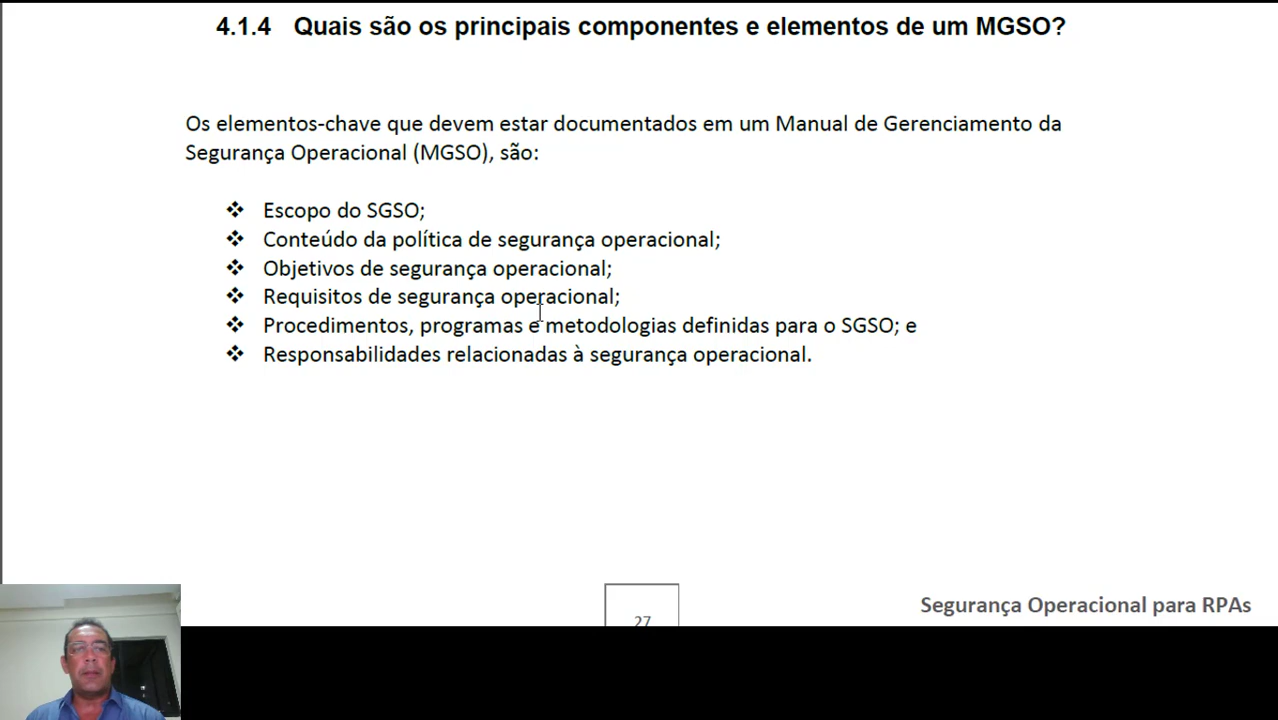 4.1.4 Quais são os principais componentes e elementos de um MGSO?
Os elementos-chave que devem estar documentados em um Manual de Gerenciamento da
Segurança Operacional (MGSO), são:
❖ Escopo do SGSO;
❖ Conteúdo da política de segurança operacional;
❖ Objetivos de segurança operacional;
❖ Requisitos de segurança operacional;
❖ Procedimentos, programas e metodologias definidas para o SGSO; e
❖ Responsabilidades relacionadas à segurança operacional.
27
Segurança Operacional para RPAs